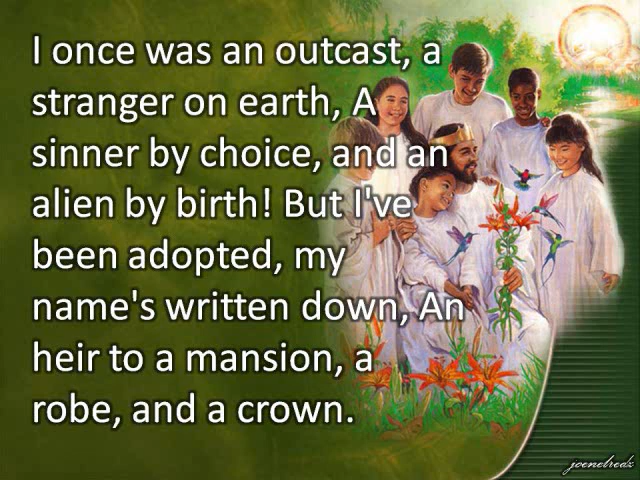 I once was an outcast, a
stranger on earth, A
sinner by choice, and an
alien by birth! But I've
been adopted, my
name's written down, An
heir to a mansion, a
robe, and a crown.
joenelredz